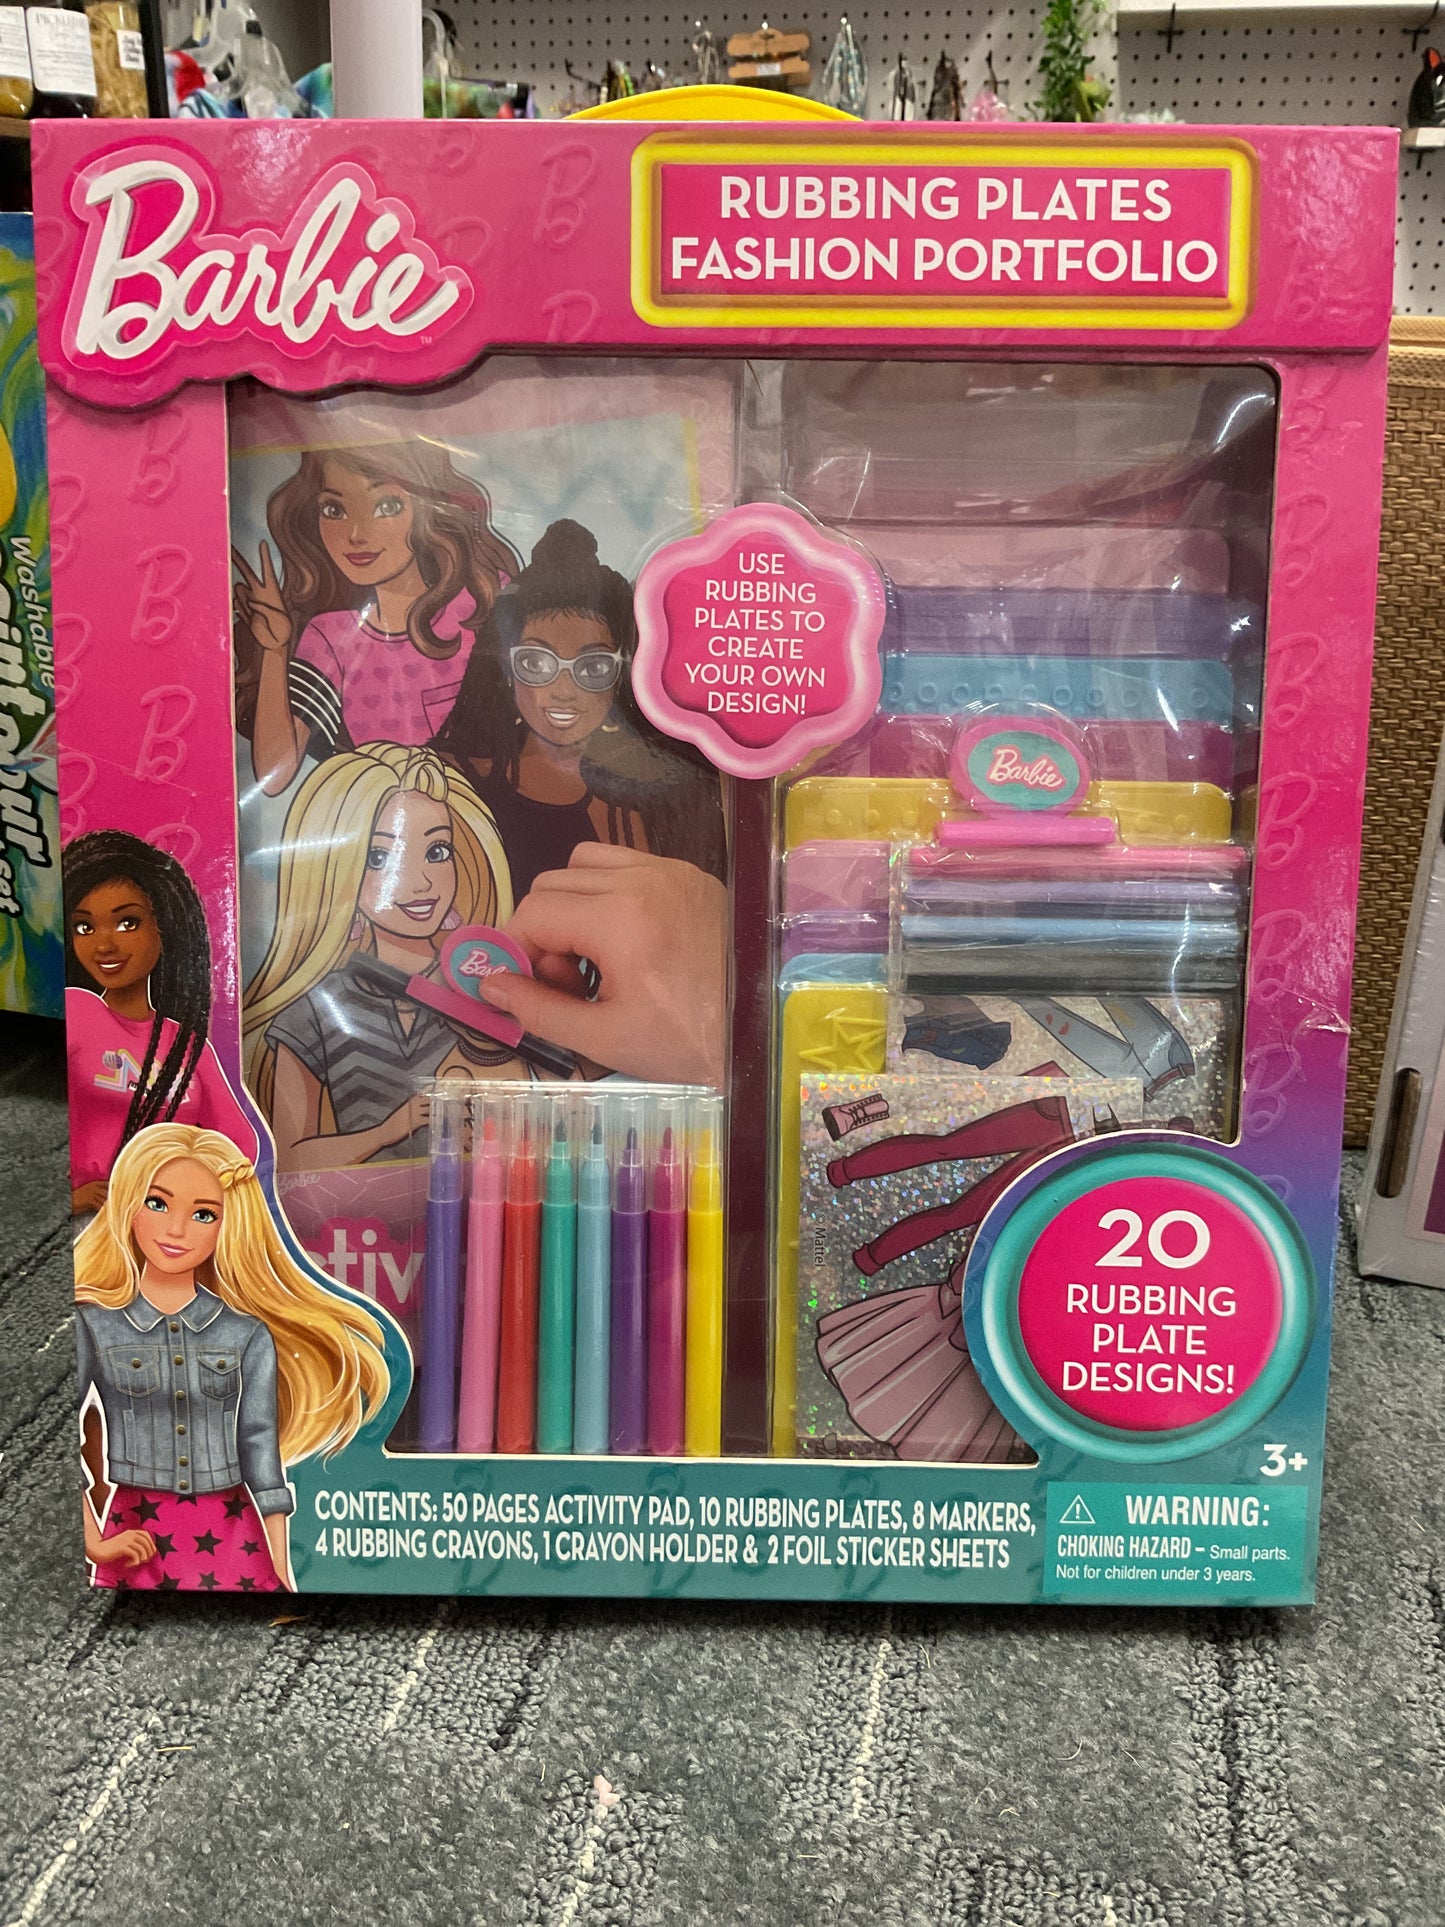 Barbie
TM
RUBBING PLATES
FASHION PORTFOLIO
USE
RUBBING
PLATES TO
CREATE
YOUR OWN
DESIGN!
Barbie
Barbie
© Mattel
20
RUBBING
PLATE
DESIGNS!
3+
CONTENTS: 50 PAGES ACTIVITY PAD, 10 RUBBING PLATES, 8 MARKERS,
4 RUBBING CRAYONS, 1 CRAYON HOLDER & 2 FOIL STICKER SHEETS
WARNING:
CHOKING HAZARD – Small parts.
Not for children under 3 years.
washable